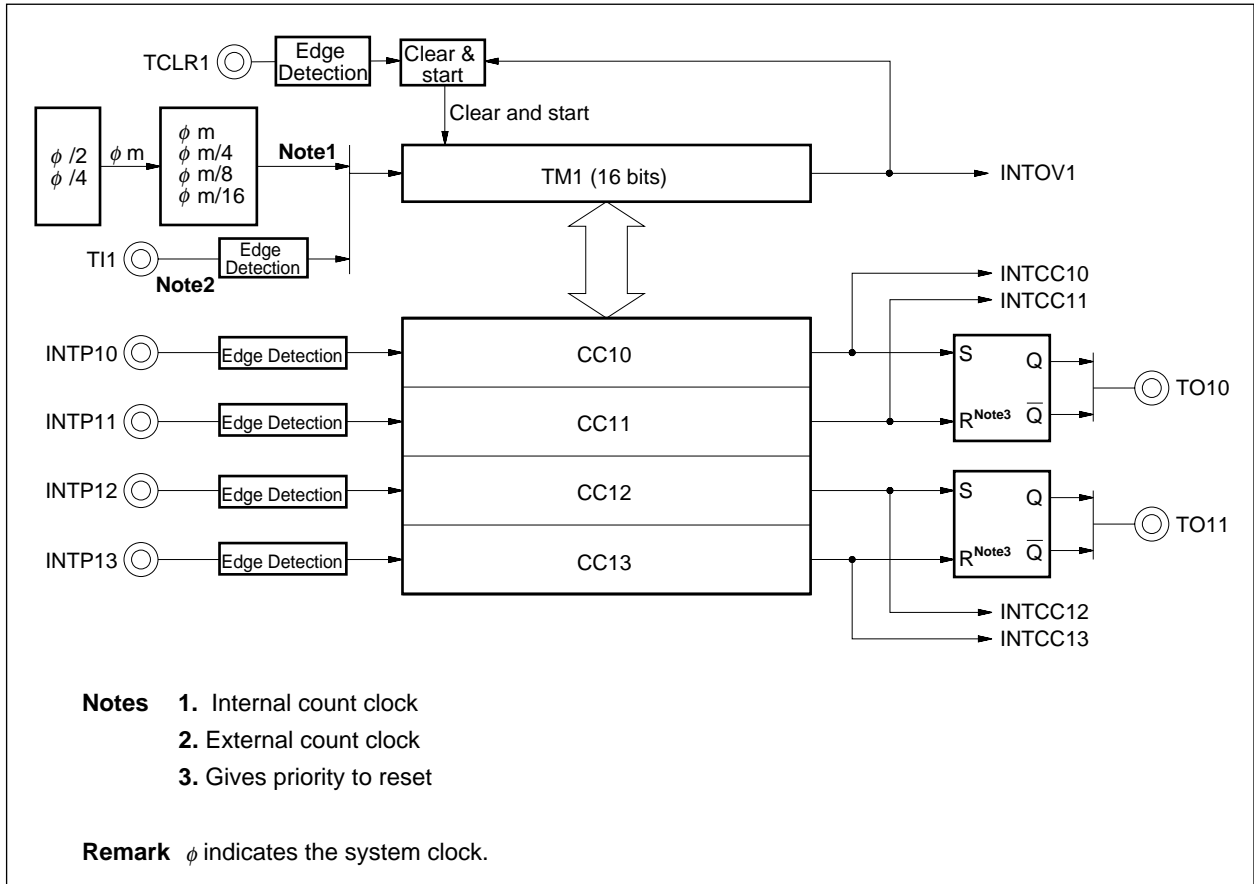 TCLR1
Edge
Detection
Clear &
start
Clear and start
φ /2
φ /4
φ m
φ m
φ m/4
φ m/8
φ m/16
Note1
TM1 (16 bits)
INTOV1
TI1
Note2
Edge
Detection
INTCC10
INTCC11
INTP10
Edge Detection
CC10
S
Q
TO10
INTP11
Edge Detection
CC11
R Note3
Q̅
INTP12
Edge Detection
CC12
S
Q
TO11
INTP13
Edge Detection
CC13
R Note3
Q̅
INTCC12
INTCC13
Notes 1. Internal count clock
2. External count clock
3. Gives priority to reset
Remark φ indicates the system clock.